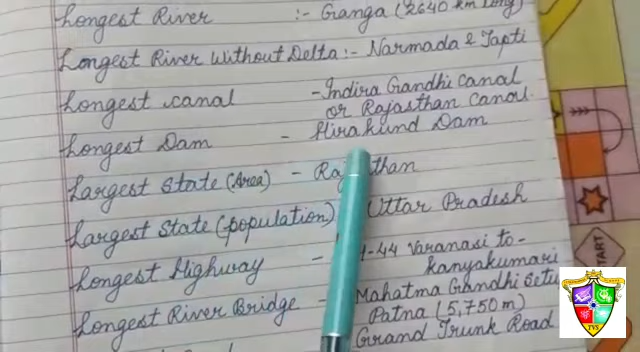 Longest River :- Ganga (2640 km long)
Longest River Without Delta :- Narmada & Tapti
Longest canal - Indira Gandhi Canal
or Rajasthan Canal.
Longest Dam - Hirakund Dam
Largest State (Area) - Rajasthan
Largest State (population) Uttar Pradesh
Longest Highway - -44 Varanasi to-
kanyakumari
Longest River Bridge Mahatma Gandhi Setu
Patna (5,750 m)
Grand Trunk Road
START
TVS